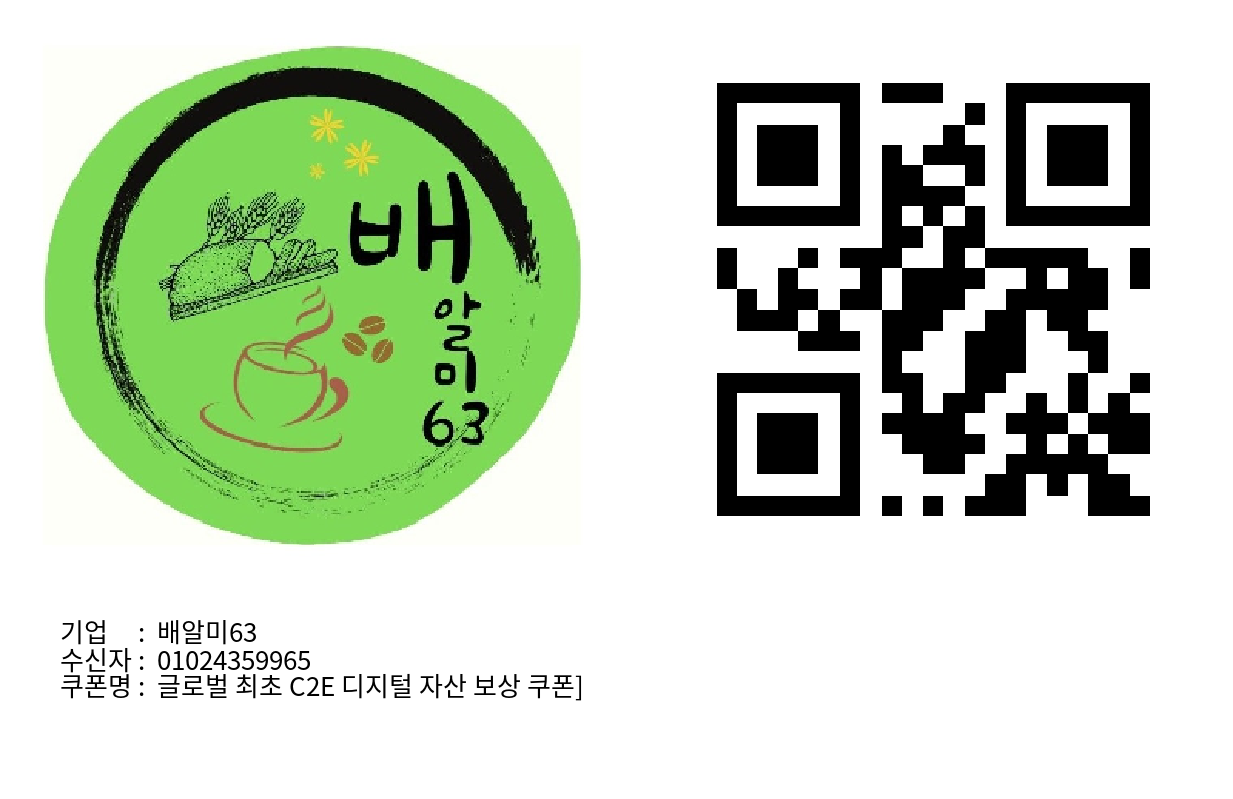 배
알
미
63
기업 : 배알미63
수신자 : 01024359965
쿠폰명 : 글로벌 최초 C2E 디지털 자산 보상 쿠폰]